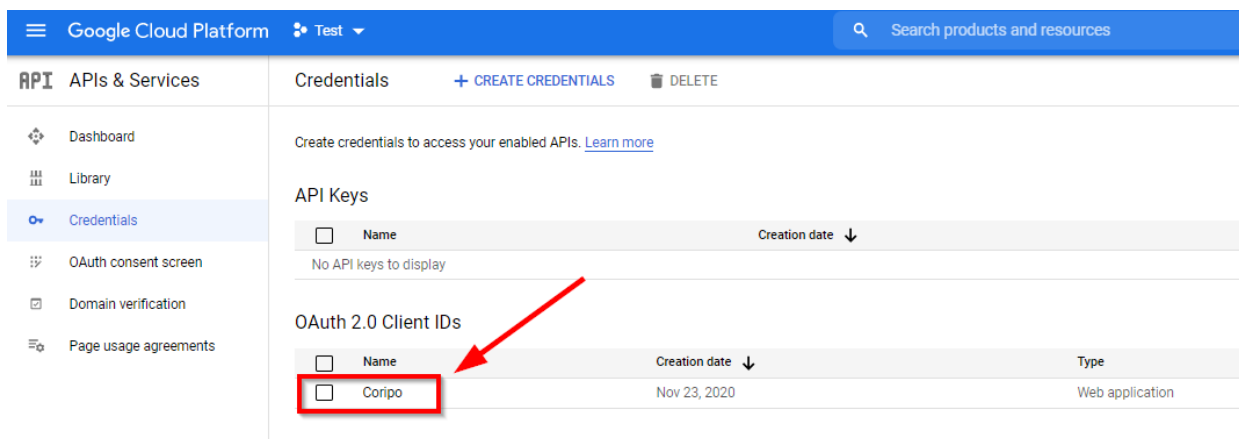 Google Cloud Platform Test Search products and resources
API APIs & Services Credentials + CREATE CREDENTIALS DELETE
Dashboard
Create credentials to access your enabled APIs. Learn more
Library
API Keys
Credentials
Name Creation date
OAuth consent screen
No API keys to display
Domain verification
OAuth 2.0 Client IDs
Page usage agreements
Name Creation date Type
Coripo Nov 23, 2020 Web application